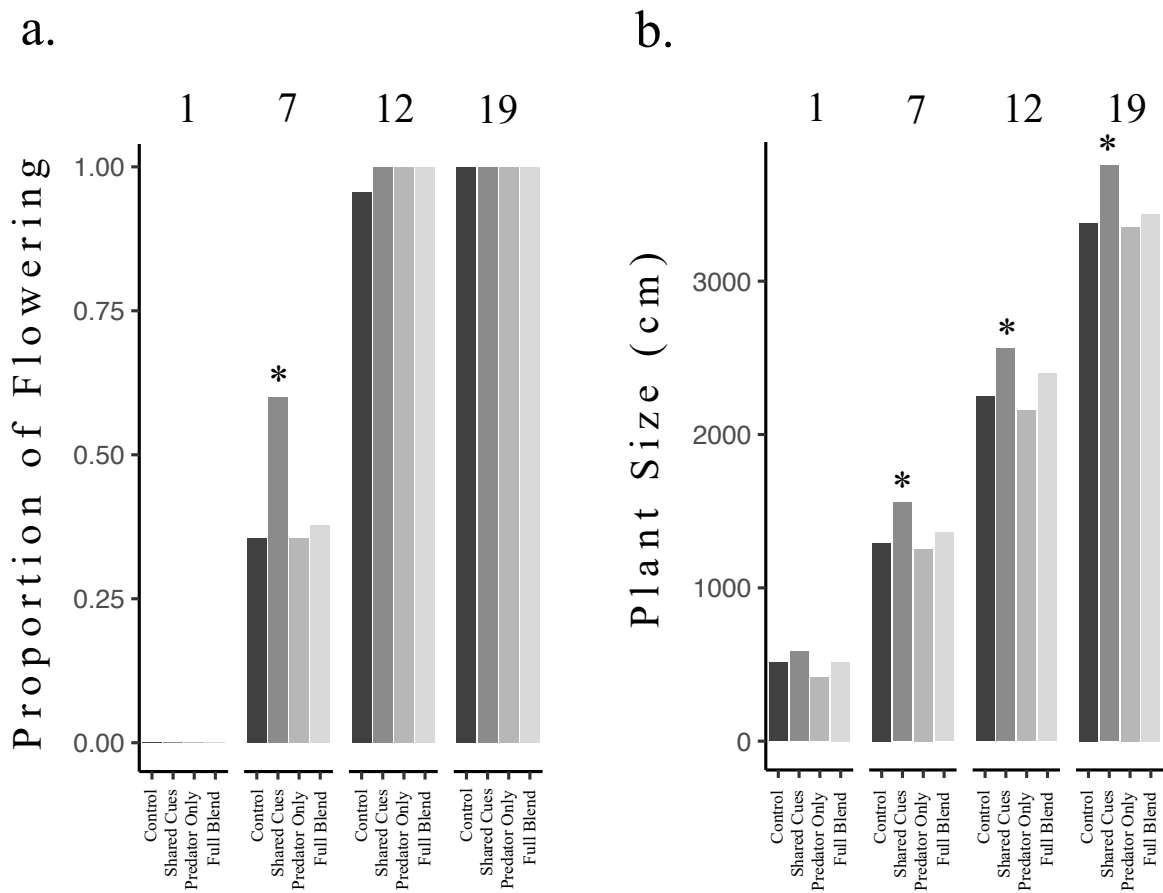 a.
1 7 12 19
Proportion of Flowering
1.00
0.75
0.50
0.25
0.00
*
Control
Shared Cues
Predator Only
Full Blend
Control
Shared Cues
Predator Only
Full Blend
Control
Shared Cues
Predator Only
Full Blend
Control
Shared Cues
Predator Only
Full Blend
b.
1 7 12 19
Plant Size (cm)
3000
2000
1000
0
*
*
*
Control
Shared Cues
Predator Only
Full Blend
Control
Shared Cues
Predator Only
Full Blend
Control
Shared Cues
Predator Only
Full Blend
Control
Shared Cues
Predator Only
Full Blend